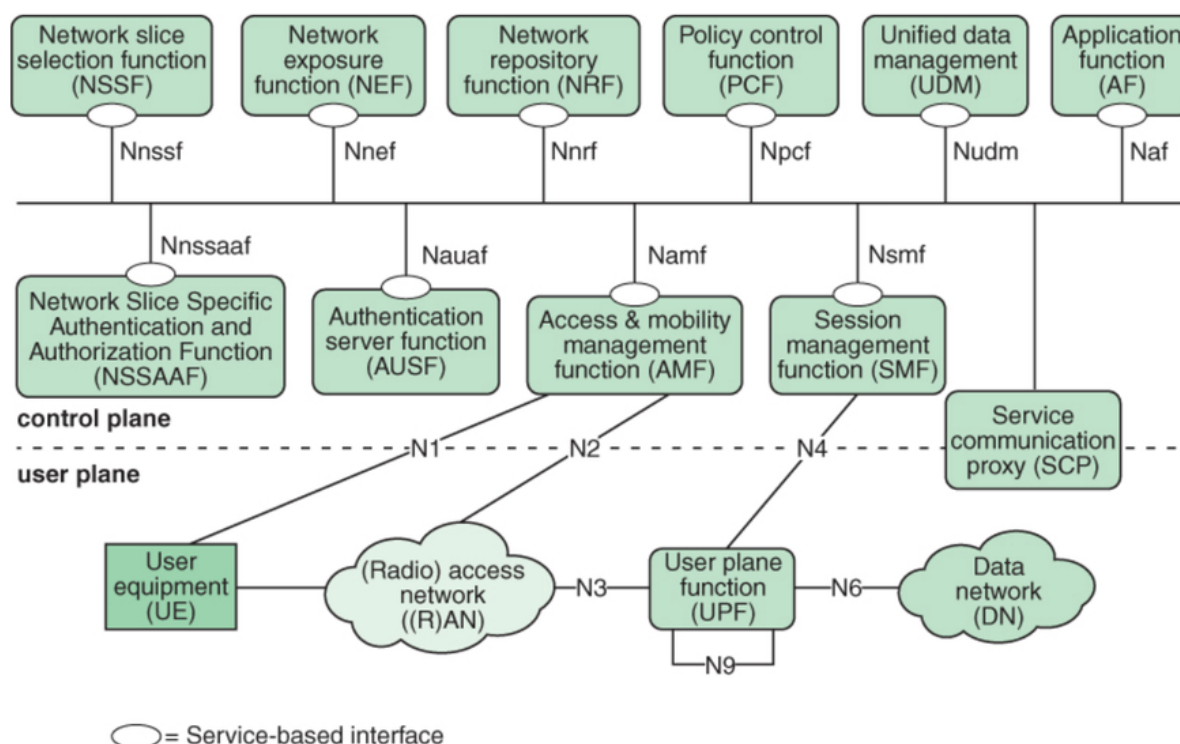 Network slice
selection function
(NSSF)
Network
exposure
function (NEF)
Network
repository
function (NRF)
Policy control
function
(PCF)
Unified data
management
(UDM)
Application
function
(AF)
Nnssf
Nnef
Nnrf
Npcf
Nudm
Naf
Nnssaaf
Nauaf
Namf
Nsmf
Network Slice Specific
Authentication and
Authorization Function
(NSSAAF)
Authentication
server function
(AUSF)
Access & mobility
management
function (AMF)
Session
management
function (SMF)
Service
communication
proxy (SCP)
control plane
N1
N2
N4
user plane
User
equipment
(UE)
(Radio) access
network
((R)AN)
N3
User plane
function
(UPF)
N6
Data
network
(DN)
N9
= Service-based interface